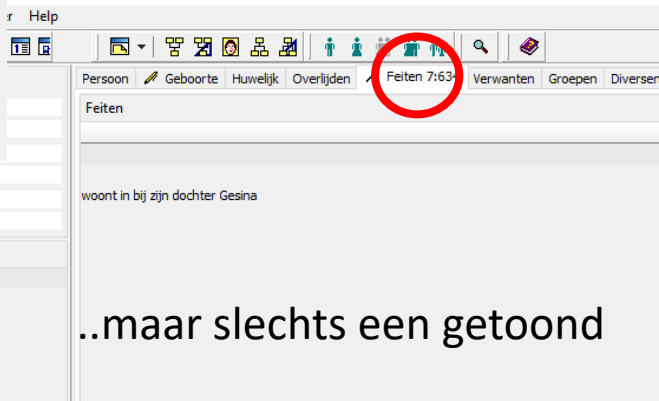 Help
Persoon Geboorte Huwelijk Overlijden Feiten 7:634 Verwanten Groepen Diversen
Feiten
woont in bij zijn dochter Gesina
..maar slechts een getoond